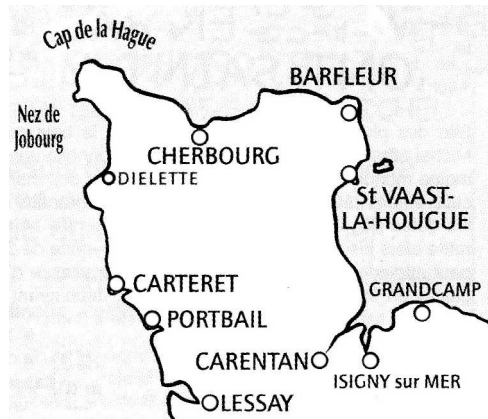 Cap de la Hague
BARFLEUR
Nez de
Jobourg
CHERBOURG
DIELETTE
St VAAST-
LA-HOUGUE
CARTERET
GRANDCAMP
PORTBAIL
CARENTAN
ISIGNY sur MER
LESSAY